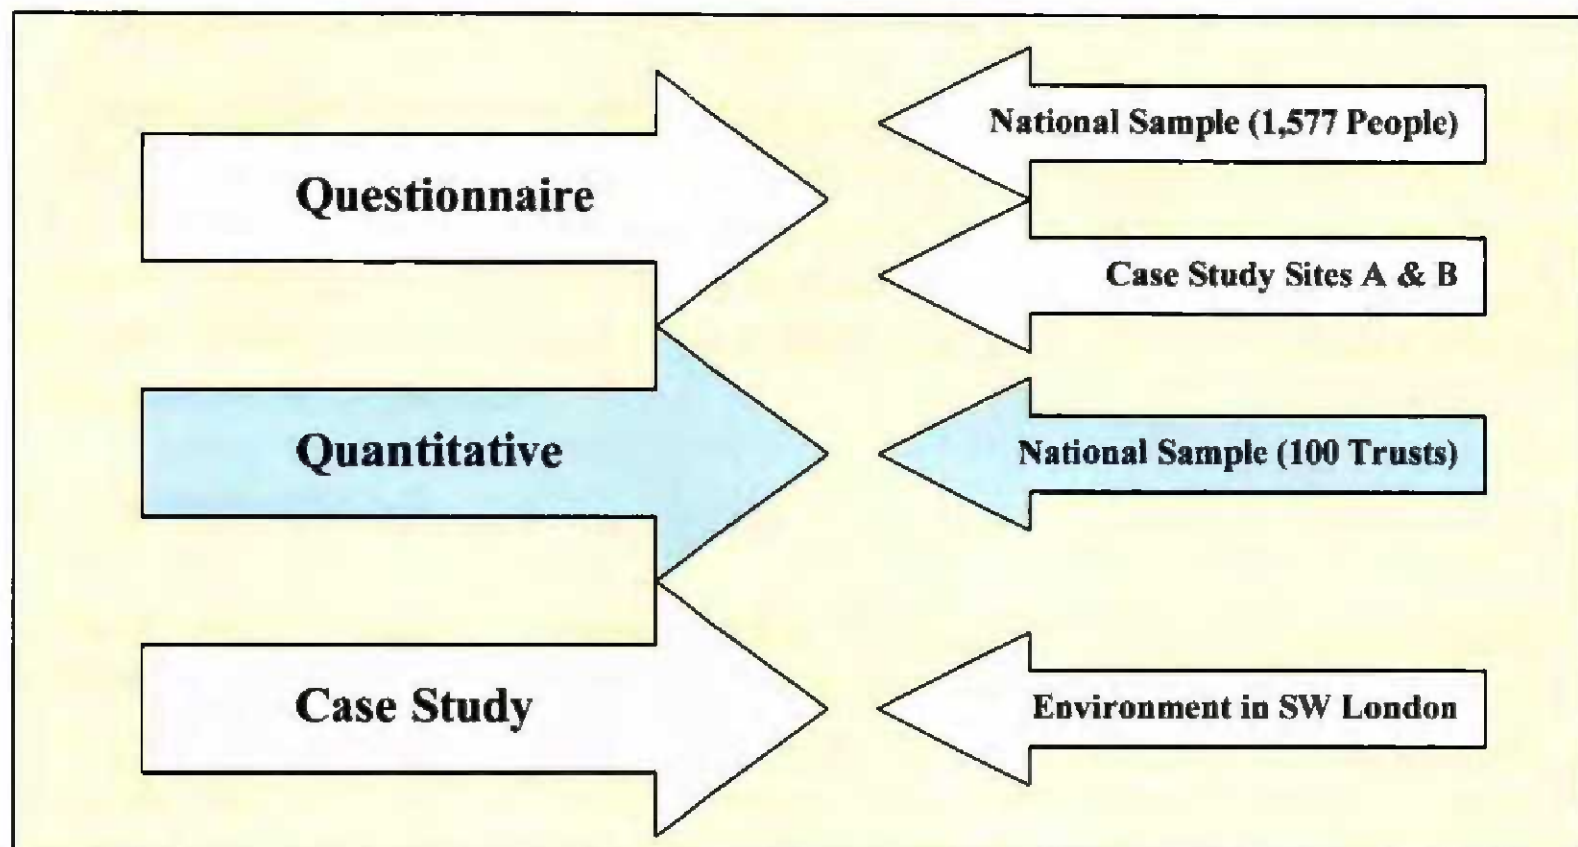 Questionnaire
National Sample (1,577 People)
Case Study Sites A & B
Quantitative
National Sample (100 Trusts)
Case Study
Environment in SW London